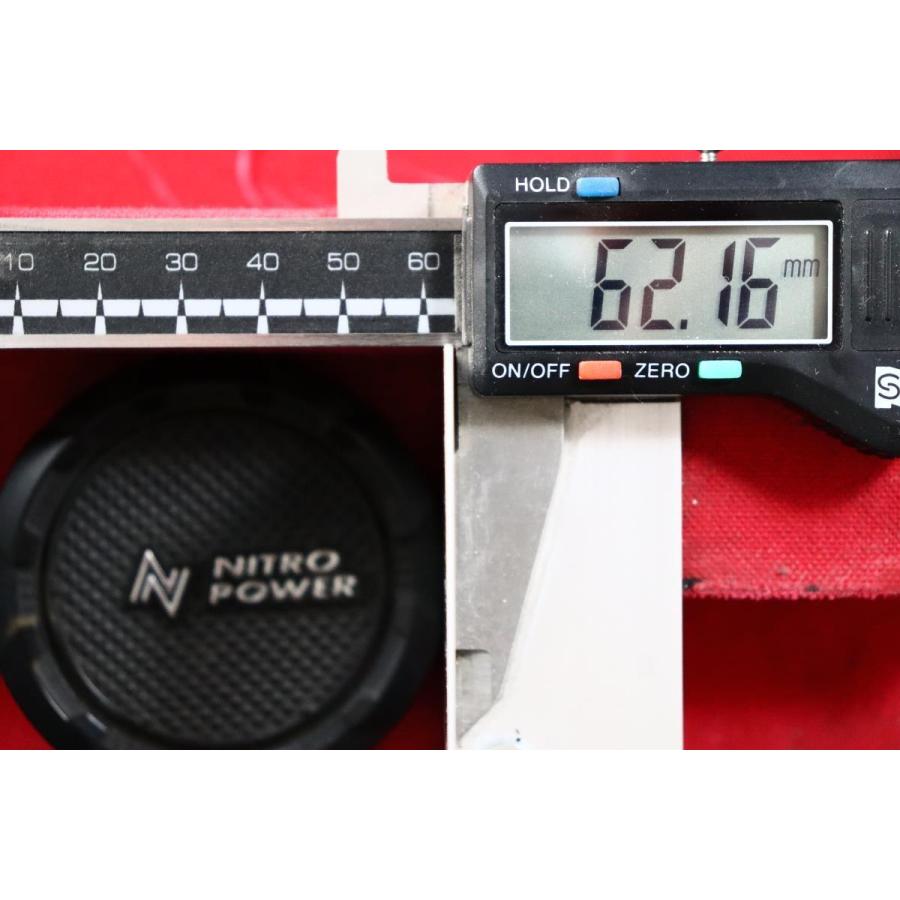 HOLD
10 20 30 40 50 60
62.16 mm
ON/OFF ZERO
S
NITRO
POWER